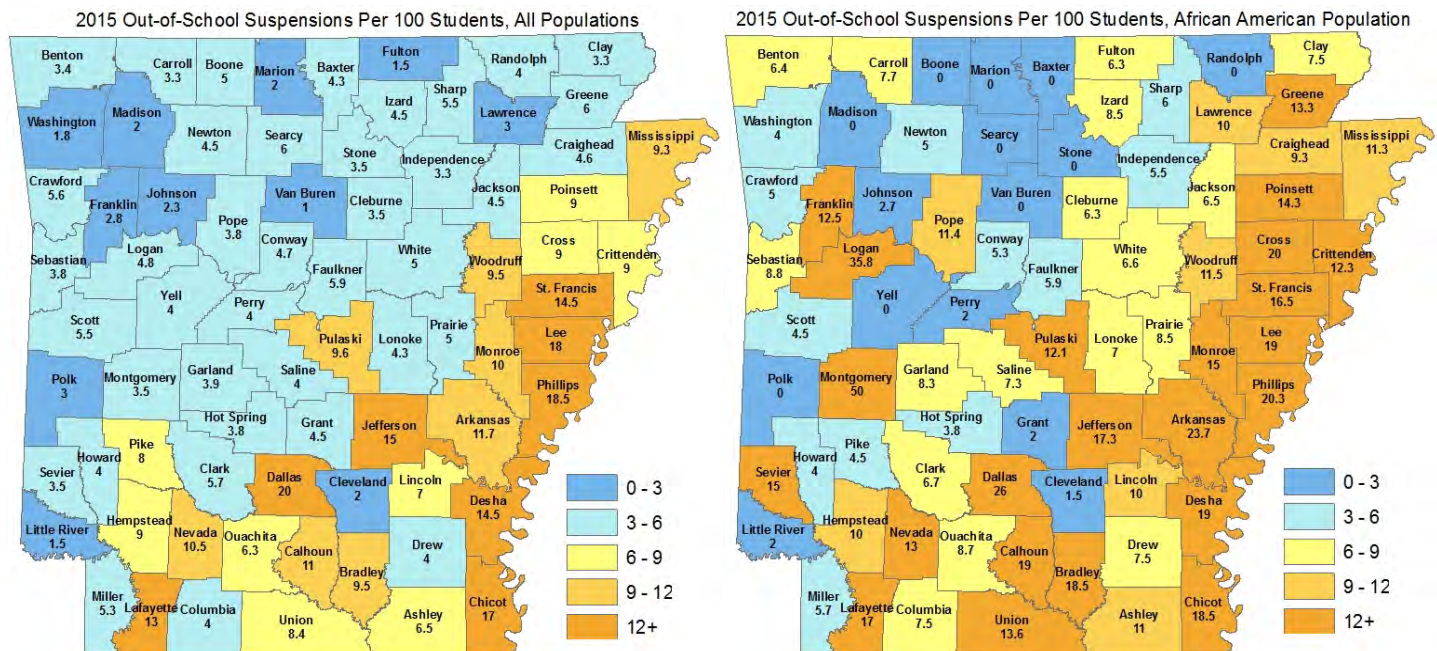 2015 Out-of-School Suspensions Per 100 Students, All Populations
Benton
3.4
Carroll
3.3
Boone
5
Marion
2
Baxter
4.3
Fulton
1.5
Randolph
4
Clay
3.3
Washington
1.8
Madison
2
Newton
4.5
Searcy
6
Izard
4.5
Sharp
5.5
Lawrence
3
Greene
6
Mississippi
9.3
Stone
3.5
Independence
3.3
Craighead
4.6
Crawford
5.6
Franklin
2.8
Johnson
2.3
Pope
3.8
Van Buren
1
Cleburne
3.5
Jackson
4.5
Poinsett
9
Sebastian
3.8
Logan
4.8
Conway
4.7
Faulkner
5.9
White
5
Woodruff
9.5
Cross
9
Crittenden
9
St. Francis
14.5
Scott
5.5
Yell
4
Perry
4
Pulaski
9.6
Lonoke
4.3
Prairie
5
Monroe
10
Lee
18
Phillips
18.5
Polk
3
Montgomery
3.5
Garland
3.9
Saline
4
Hot Spring
3.8
Grant
4.5
Jefferson
15
Arkansas
11.7
Sevier
3.5
Howard
4
Pike
8
Clark
5.7
Dallas
20
Cleveland
2
Lincoln
7
Desha
14.5
Little River
1.5
Hempstead
9
Nevada
10.5
Ouachita
6.3
Calhoun
11
Bradley
9.5
Drew
4
Miller
5.3
Lafayette
13
Columbia
4
Union
8.4
Ashley
6.5
Chicot
17
0 - 3
3 - 6
6 - 9
9 - 12
12+
2015 Out-of-School Suspensions Per 100 Students, African American Population
Benton
6.4
Carroll
7.7
Boone
0
Marion
0
Baxter
0
Fulton
6.3
Randolph
0
Clay
7.5
Washington
4
Madison
0
Newton
5
Searcy
0
Izard
8.5
Sharp
6
Lawrence
10
Greene
13.3
Mississippi
11.3
Stone
0
Independence
5.5
Craighead
9.3
Crawford
5
Franklin
12.5
Johnson
2.7
Pope
11.4
Van Buren
0
Cleburne
6.3
Jackson
6.5
Poinsett
14.3
Sebastian
8.8
Logan
35.8
Conway
5.3
Faulkner
5.9
White
6.6
Woodruff
11.5
Cross
20
Crittenden
12.3
St. Francis
16.5
Scott
4.5
Yell
0
Perry
2
Pulaski
12.1
Lonoke
7
Prairie
8.5
Monroe
15
Lee
19
Phillips
20.3
Polk
0
Montgomery
50
Garland
8.3
Saline
7.3
Hot Spring
3.8
Grant
2
Jefferson
17.3
Arkansas
23.7
Sevier
15
Howard
4
Pike
4.5
Clark
6.7
Dallas
26
Cleveland
1.5
Lincoln
10
Desha
19
Little River
2
Hempstead
10
Nevada
13
Ouachita
8.7
Calhoun
19
Bradley
18.5
Drew
7.5
Miller
5.7
Lafayette
17
Columbia
7.5
Union
13.6
Ashley
11
Chicot
18.5
0 - 3
3 - 6
6 - 9
9 - 12
12+